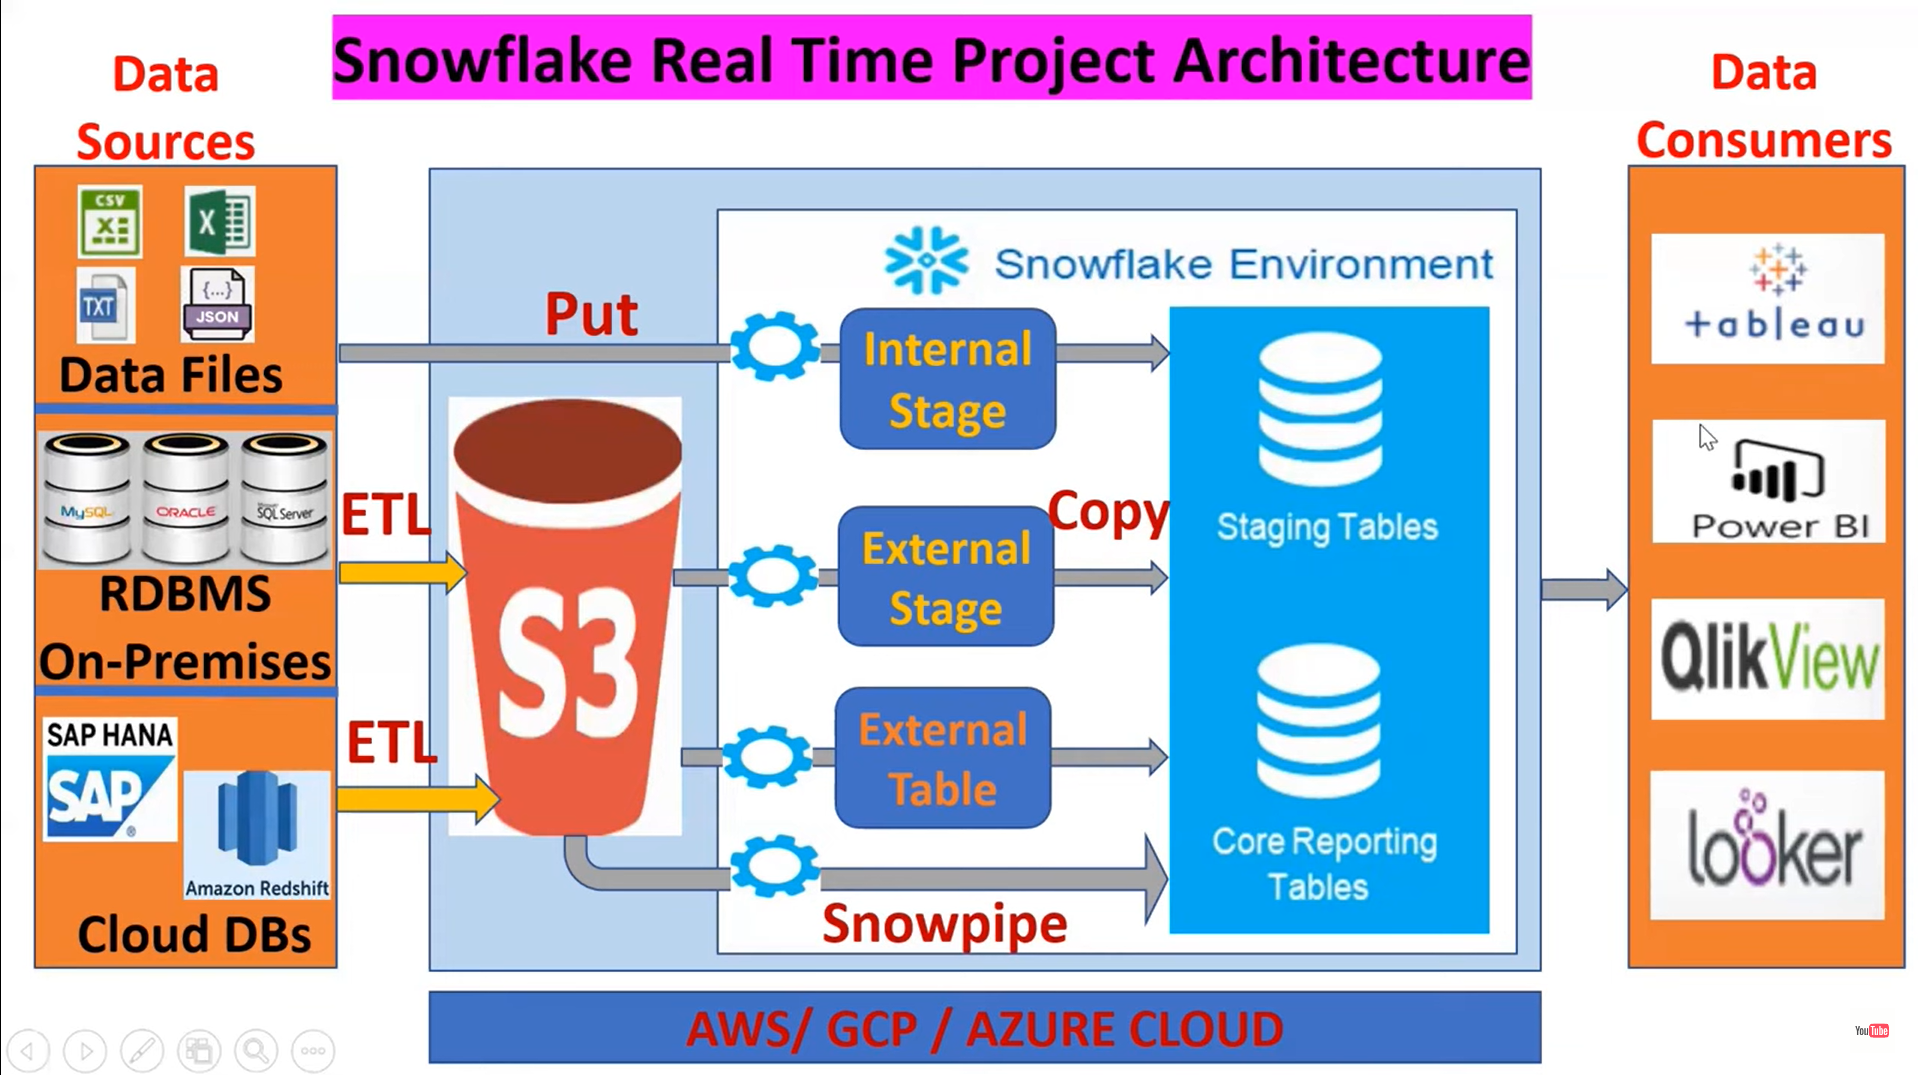 Snowflake Real Time Project Architecture
Data
Sources
CSV
X
TXT
{...}
JSON
Data Files
MySQL
ORACLE
Microsoft
SQL Server
RDBMS
On-Premises
SAP HANA
SAP
®
Amazon Redshift
Cloud DBs
ETL
ETL
Put
S3
Snowflake Environment
Internal
Stage
External
Stage
Copy
External
Table
Snowpipe
Staging Tables
Core Reporting
Tables
AWS/ GCP / AZURE CLOUD
Data
Consumers
+ableau
Power BI
QlikView
looker
YouTube